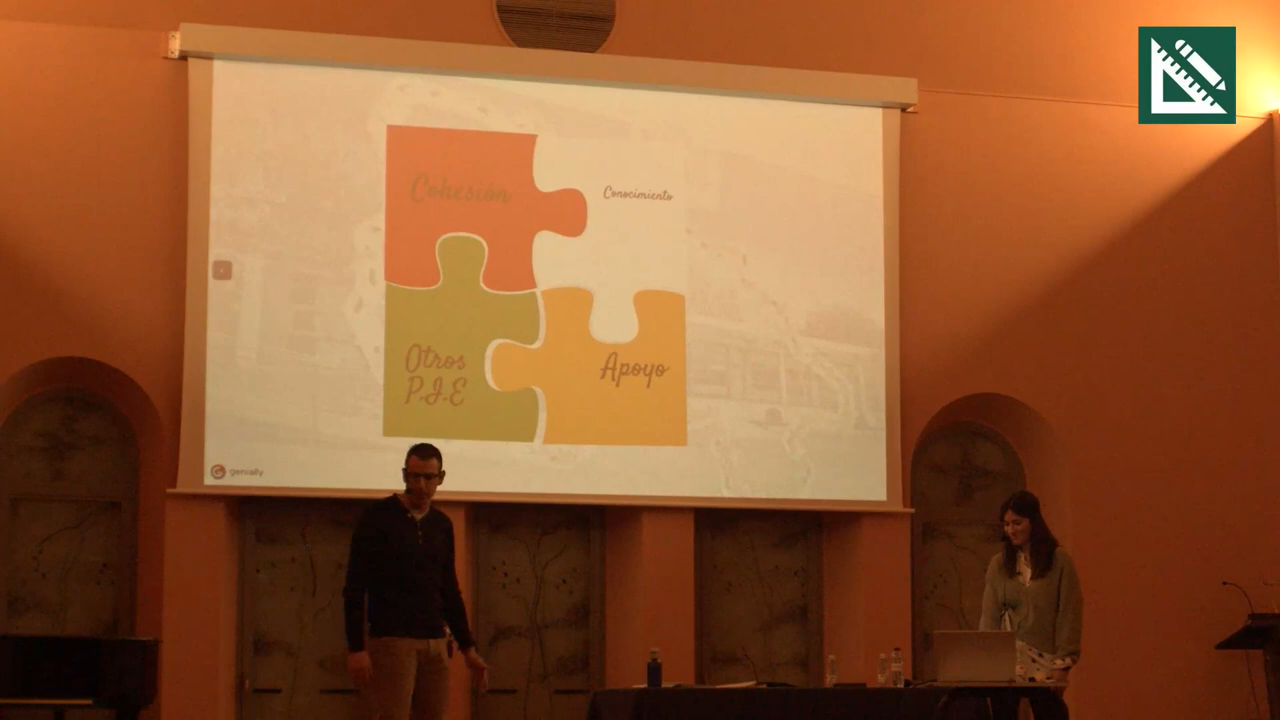 Cohesión
Conocimiento
Otros
P.I.E
Apoyo
genially